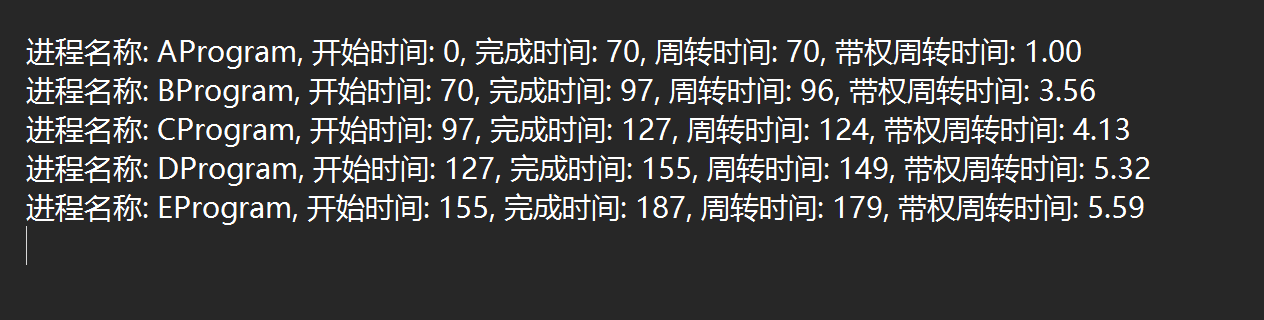 进程名称: AProgram, 开始时间: 0, 完成时间: 70, 周转时间: 70, 带权周转时间: 1.00
进程名称: BProgram, 开始时间: 70, 完成时间: 97, 周转时间: 96, 带权周转时间: 3.56
进程名称: CProgram, 开始时间: 97, 完成时间: 127, 周转时间: 124, 带权周转时间: 4.13
进程名称: DProgram, 开始时间: 127, 完成时间: 155, 周转时间: 149, 带权周转时间: 5.32
进程名称: EProgram, 开始时间: 155, 完成时间: 187, 周转时间: 179, 带权周转时间: 5.59